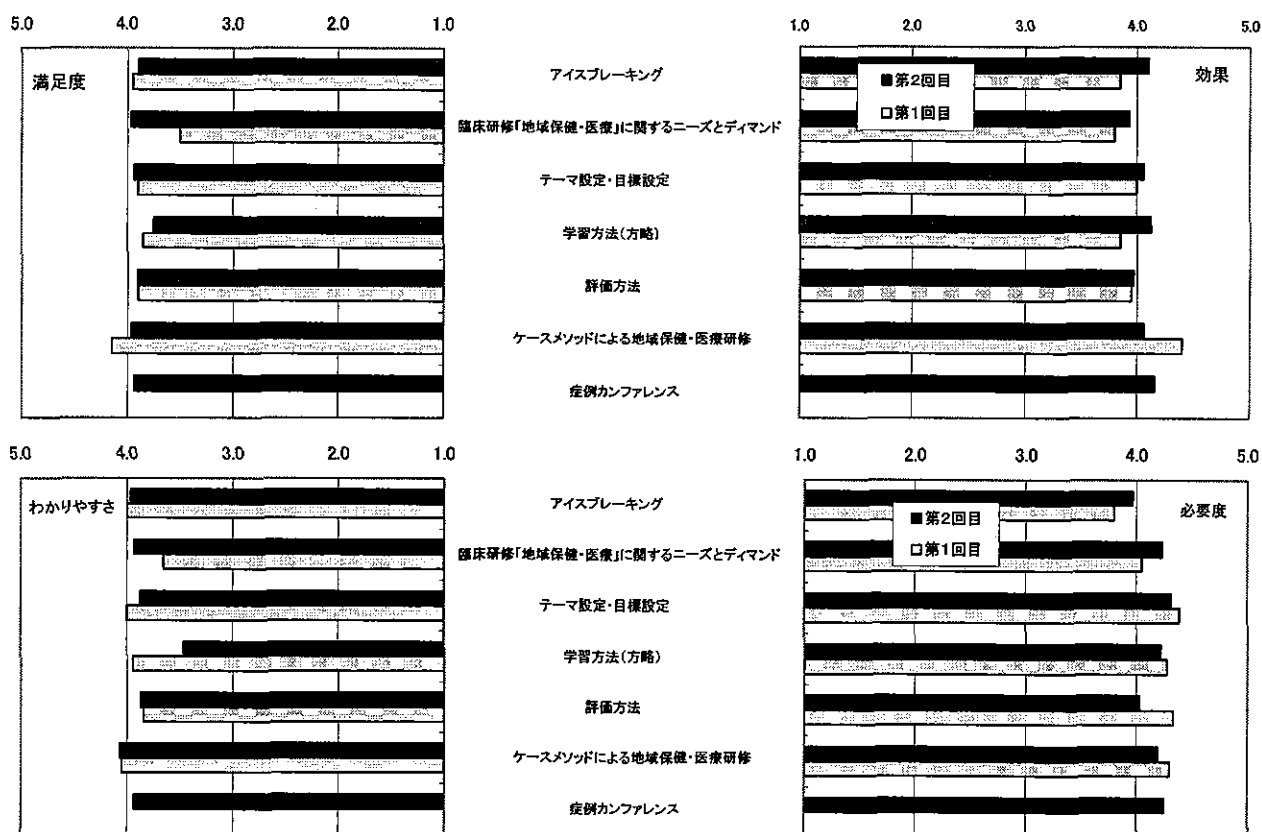 5.0 4.0 3.0 2.0 1.0 1.0 2.0 3.0 4.0 5.0
満足度
アイスブレーキング
■第2回目
□第1回目
効果
臨床研修「地域保健・医療」に関するニーズとディマンド
テーマ設定・目標設定
学習方法(方略)
評価方法
ケースメソッドによる地域保健・医療研修
症例カンファレンス
5.0 4.0 3.0 2.0 1.0 1.0 2.0 3.0 4.0 5.0
わかりやすさ
アイスブレーキング
■第2回目
□第1回目
必要度
臨床研修「地域保健・医療」に関するニーズとディマンド
テーマ設定・目標設定
学習方法(方略)
評価方法
ケースメソッドによる地域保健・医療研修
症例カンファレンス